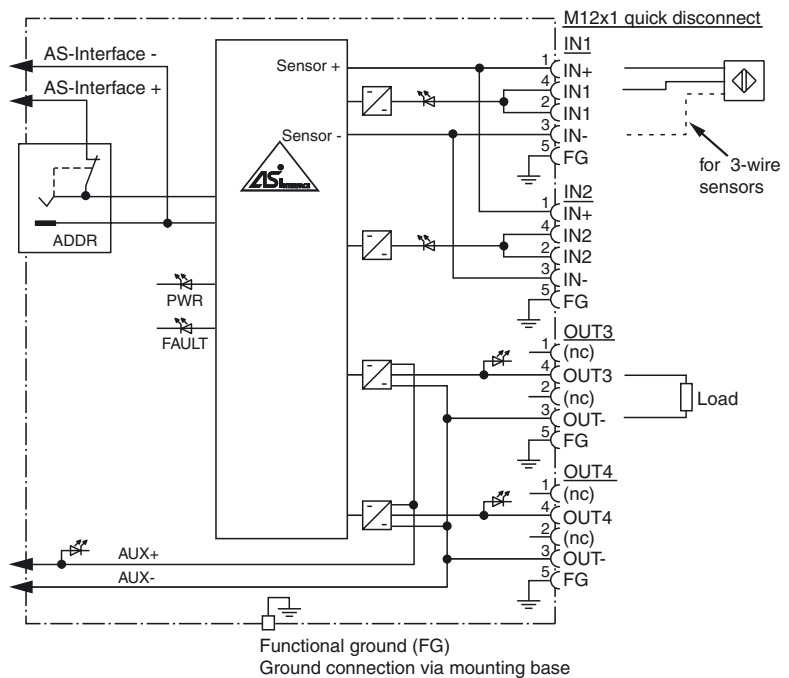 M12x1 quick disconnect
AS-Interface -
AS-Interface +
ADDR
PWR
FAULT
Sensor +
Sensor -
ASi
INTERFACE
IN1
1 IN+
4 IN1
2 IN1
3 IN-
5 FG
for 3-wire
sensors
IN2
1 IN+
4 IN2
2 IN2
3 IN-
5 FG
OUT3
1 (nc)
4 OUT3
2 (nc)
3 OUT-
5 FG
Load
OUT4
1 (nc)
4 OUT4
2 (nc)
3 OUT-
5 FG
AUX+
AUX-
Functional ground (FG)
Ground connection via mounting base